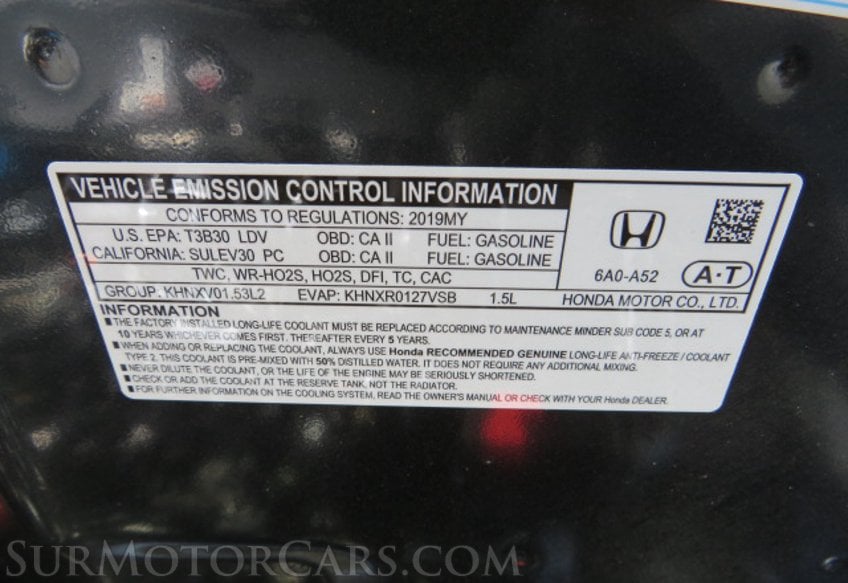 VEHICLE EMISSION CONTROL INFORMATION
CONFORMS TO REGULATIONS: 2019MY
U.S. EPA: T3B30 LDV OBD: CA II FUEL: GASOLINE
CALIFORNIA: SULEV30 PC OBD: CA II FUEL: GASOLINE
TWC, WR-HO2S, HO2S, DFI, TC, CAC
GROUP: KHNXV01.53L2 EVAP: KHNXR0127VSB 1.5L
6A0-A52 A·T
HONDA MOTOR CO., LTD.
INFORMATION
■ THE FACTORY INSTALLED LONG-LIFE COOLANT MUST BE REPLACED ACCORDING TO MAINTENANCE MINDER SUB CODE 5, OR AT
10 YEARS WHICHEVER COMES FIRST. THEREAFTER EVERY 5 YEARS.
■ WHEN ADDING OR REPLACING THE COOLANT, ALWAYS USE Honda RECOMMENDED GENUINE LONG-LIFE ANTI-FREEZE / COOLANT
TYPE 2. THIS COOLANT IS PRE-MIXED WITH 50% DISTILLED WATER. IT DOES NOT REQUIRE ANY ADDITIONAL MIXING.
■ NEVER DILUTE THE COOLANT, OR THE LIFE OF THE ENGINE MAY BE SERIOUSLY SHORTENED.
■ CHECK OR ADD THE COOLANT AT THE RESERVE TANK, NOT THE RADIATOR.
■ FOR FURTHER INFORMATION ON THE COOLING SYSTEM, READ THE OWNER'S MANUAL OR CHECK WITH YOUR Honda DEALER.
SURMOTORCARS.COM